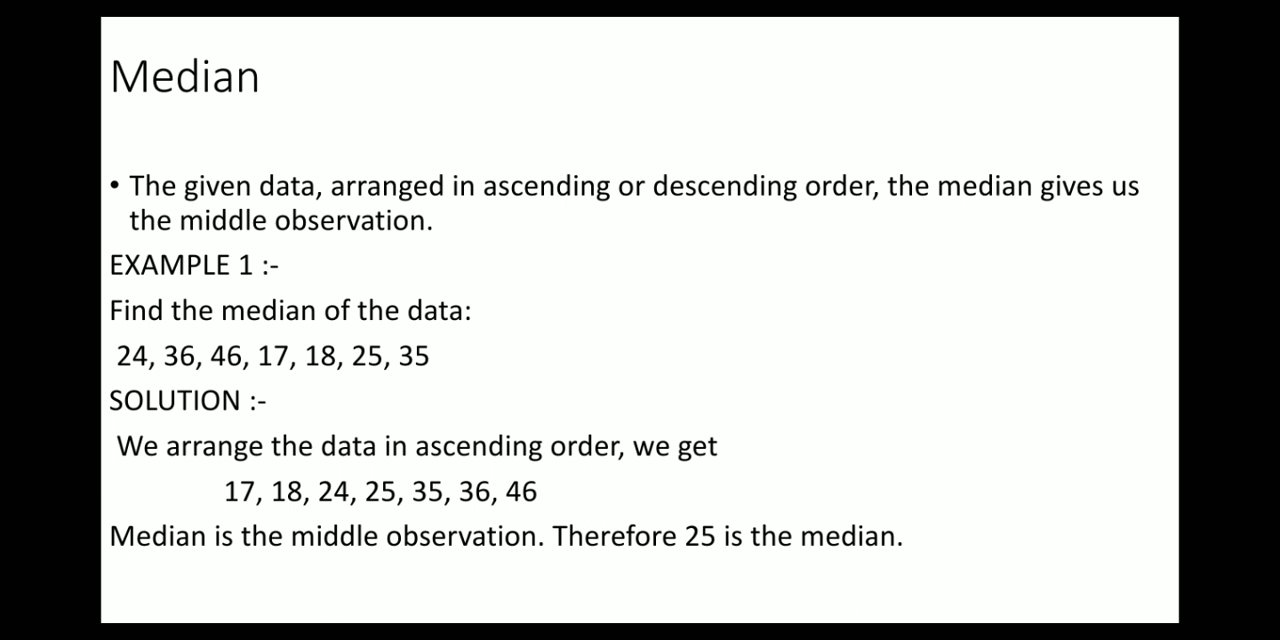 Median
• The given data, arranged in ascending or descending order, the median gives us
the middle observation.
EXAMPLE 1 :-
Find the median of the data:
24, 36, 46, 17, 18, 25, 35
SOLUTION :-
We arrange the data in ascending order, we get
17, 18, 24, 25, 35, 36, 46
Median is the middle observation. Therefore 25 is the median.